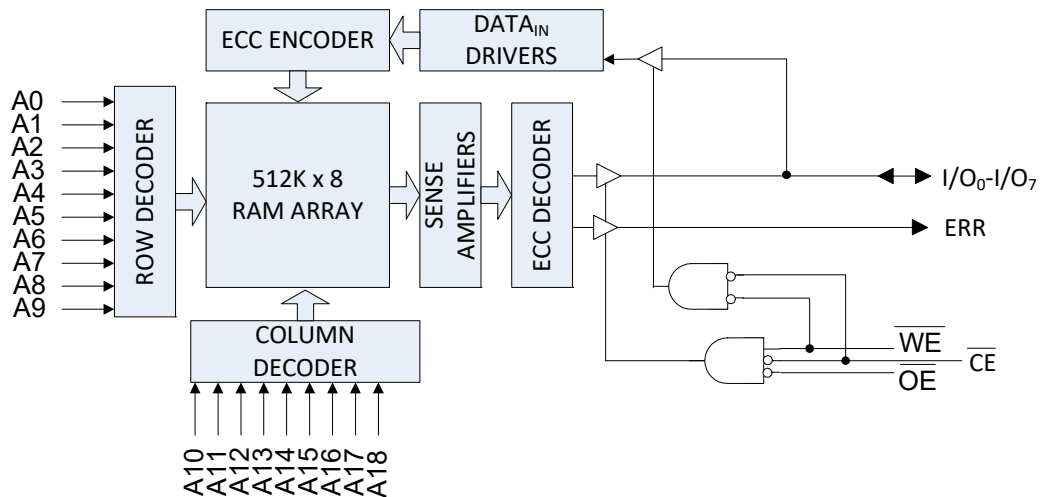 ECC ENCODER
DATAIN
DRIVERS
A0
A1
A2
A3
A4
A5
A6
A7
A8
A9
ROW DECODER
512K x 8
RAM ARRAY
SENSE
AMPLIFIERS
ECC DECODER
I/O0-I/O7
ERR
COLUMN
DECODER
WE
CE
OE
A10
A11
A12
A13
A14
A15
A16
A17
A18